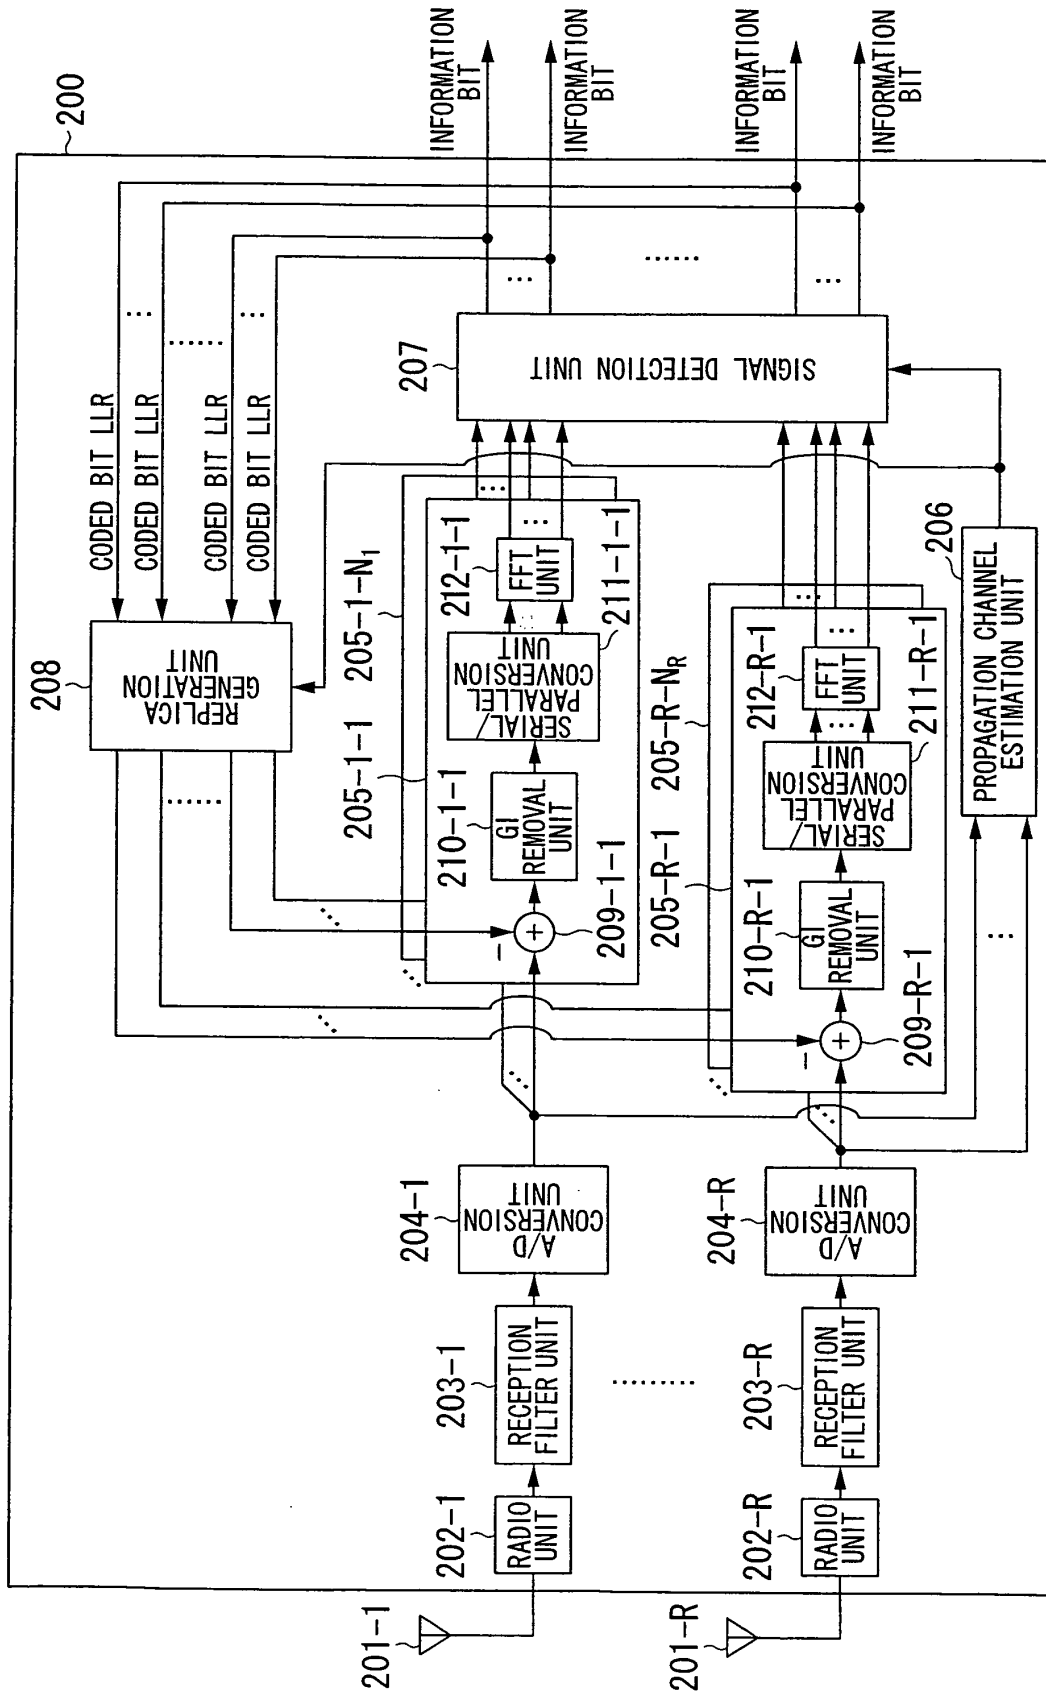 200
INFORMATION
BIT
INFORMATION
BIT
INFORMATION
BIT
INFORMATION
BIT
CODED BIT LLR
CODED BIT LLR
CODED BIT LLR
CODED BIT LLR
208
REPLICA
GENERATION
UNIT
207
SIGNAL DETECTION UNIT
206
PROPAGATION CHANNEL
ESTIMATION UNIT
205-1-1
205-1-N1
209-1-1
+
−
210-1-1
GI
REMOVAL
UNIT
211-1-1
SERIAL/
PARALLEL
CONVERSION
UNIT
212-1-1
FFT
UNIT
205-R-1
205-R-NR
209-R-1
+
−
210-R-1
GI
REMOVAL
UNIT
211-R-1
SERIAL/
PARALLEL
CONVERSION
UNIT
212-R-1
FFT
UNIT
204-1
A/D
CONVERSION
UNIT
204-R
A/D
CONVERSION
UNIT
203-1
RECEPTION
FILTER UNIT
203-R
RECEPTION
FILTER UNIT
202-1
RADIO
UNIT
202-R
RADIO
UNIT
201-1
201-R